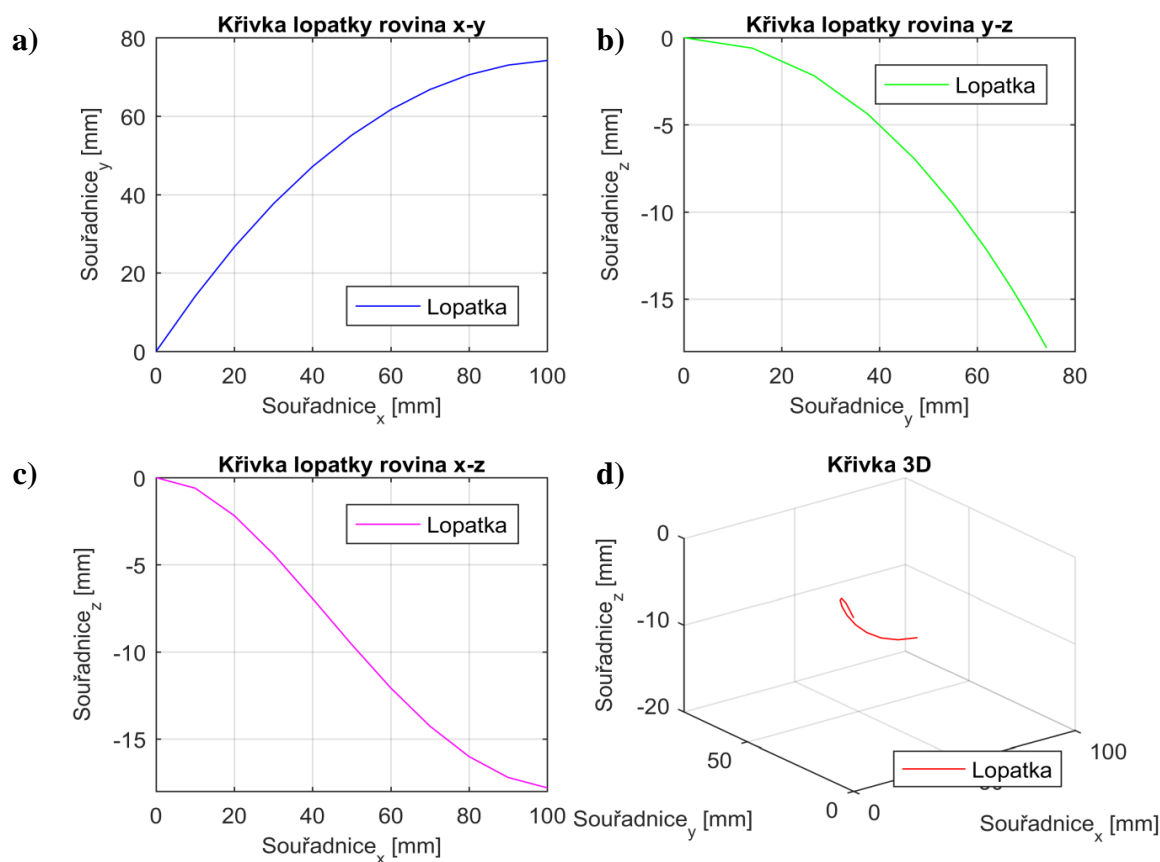 a)
Křivka lopatky rovina x-y
80
60
40
20
0
0 20 40 60 80 100
Souřadnice_y [mm]
Souřadnice_x [mm]
Lopatka
b)
Křivka lopatky rovina y-z
0
-5
-10
-15
0 20 40 60 80
Souřadnice_z [mm]
Souřadnice_y [mm]
Lopatka
c)
Křivka lopatky rovina x-z
0
-5
-10
-15
0 20 40 60 80 100
Souřadnice_z [mm]
Souřadnice_x [mm]
Lopatka
d)
Křivka 3D
0
-10
-20
50
0
0
100
Souřadnice_z [mm]
Souřadnice_y [mm]
Souřadnice_x [mm]
Lopatka